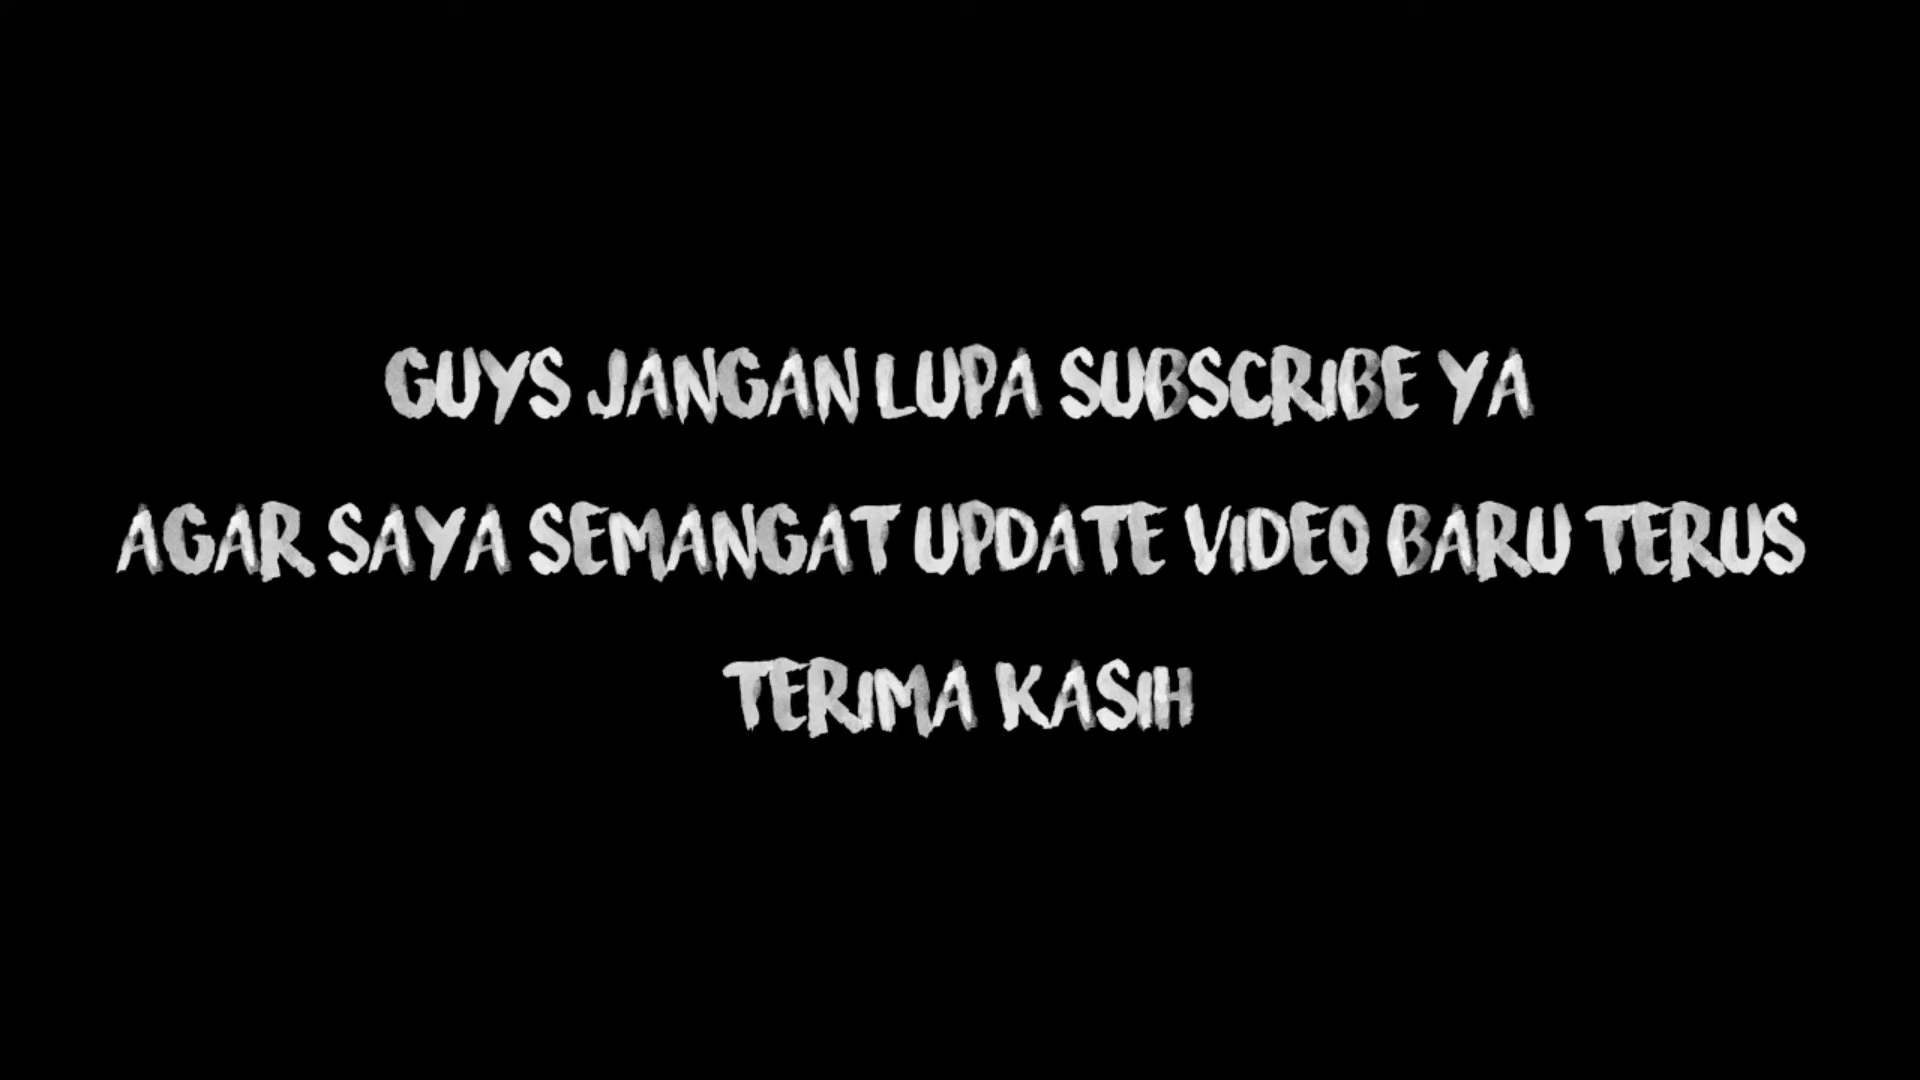 GUYS JANGAN LUPA SUBSCRIBE YA
AGAR SAYA SEMANGAT UPDATE VIDEO BARU TERUS
TERIMA KASIH